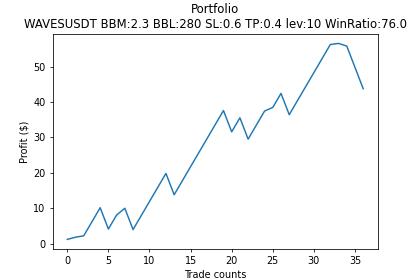 Portfolio
WAVESUSDT BBM:2.3 BBL:280 SL:0.6 TP:0.4 lev:10 WinRatio:76.0
Profit ($)
50
40
30
20
10
0
0 5 10 15 20 25 30 35
Trade counts